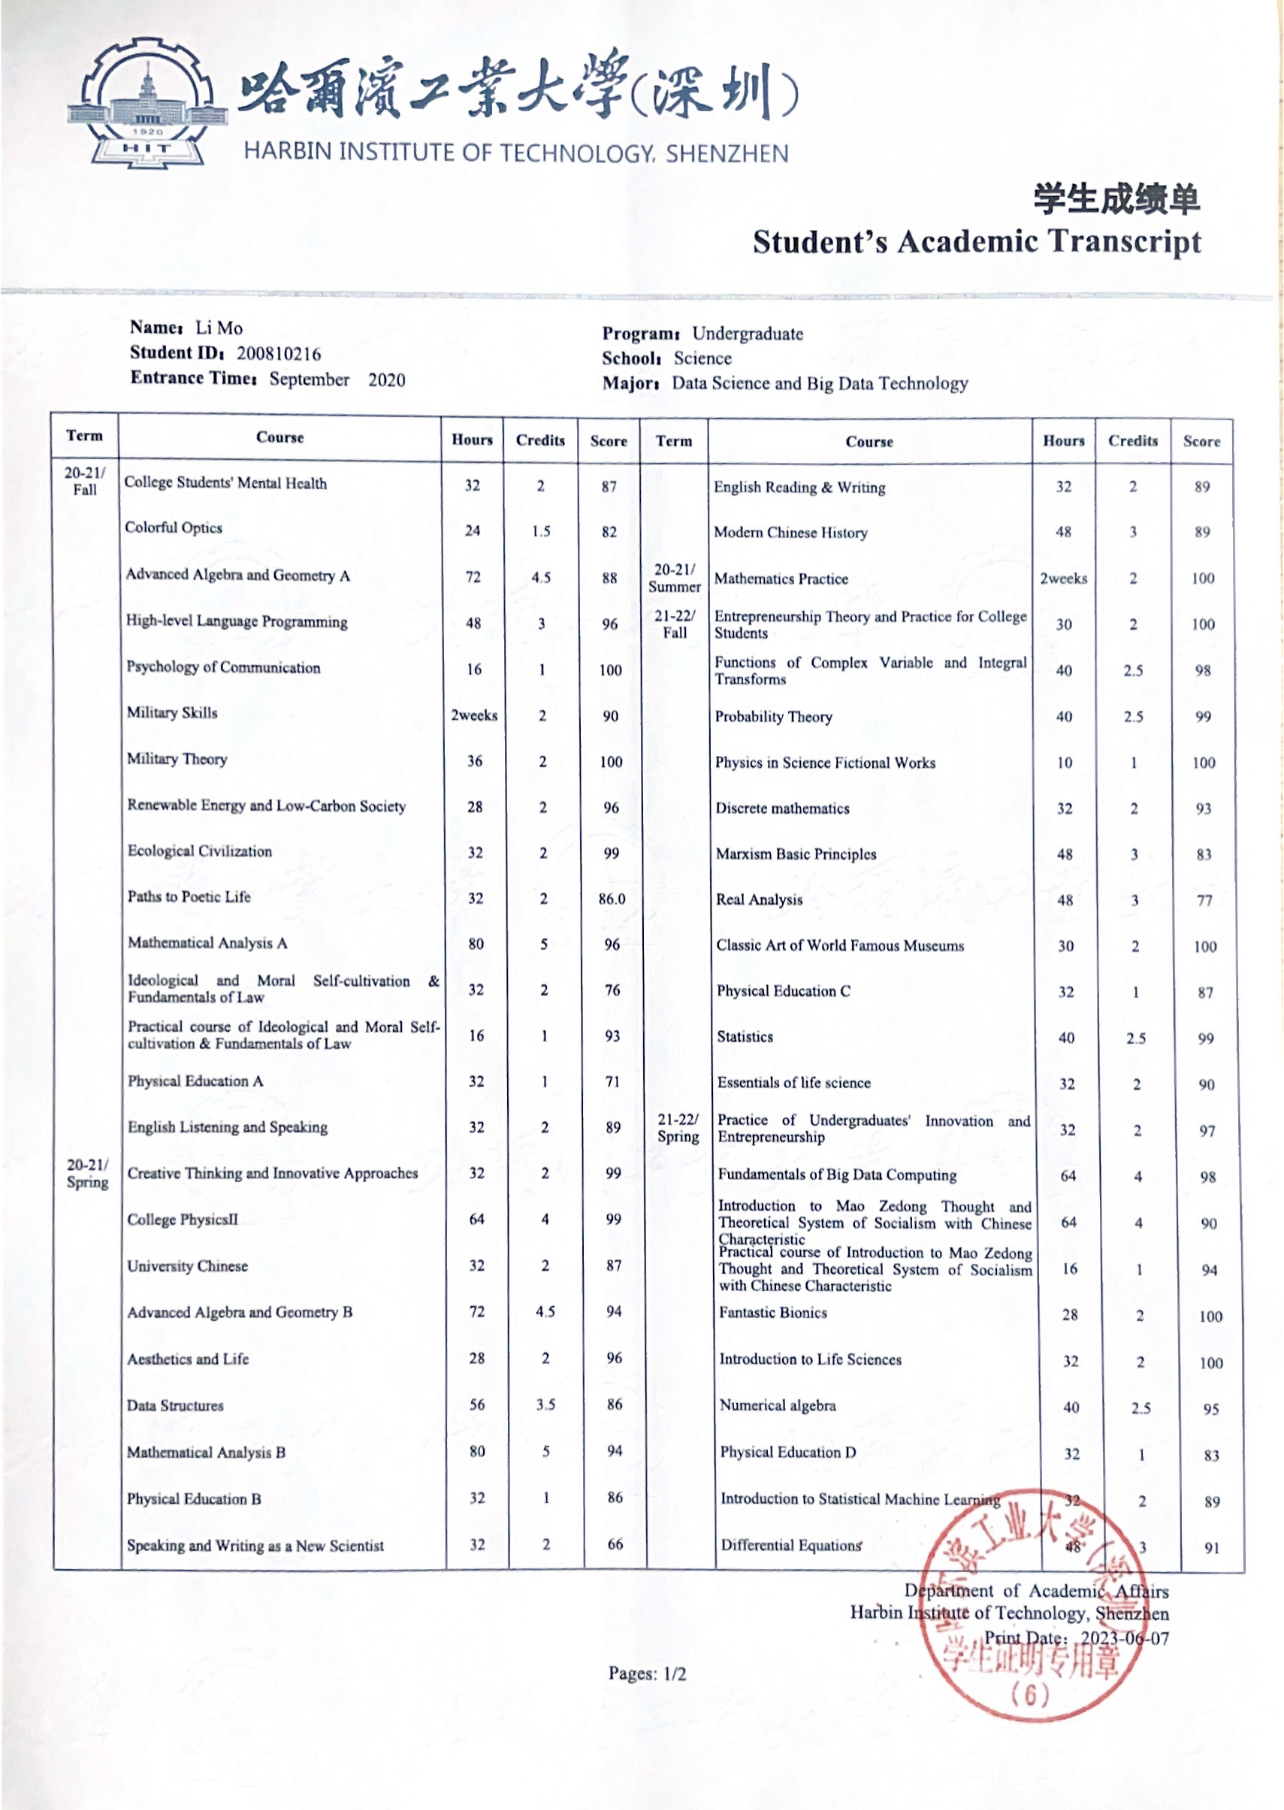 哈爾濱工業大學(深圳)
1920
HIT
HARBIN INSTITUTE OF TECHNOLOGY, SHENZHEN
学生成绩单
Student's Academic Transcript
Name: Li Mo
Student ID: 200810216
Entrance Time: September 2020
Program: Undergraduate
School: Science
Major: Data Science and Big Data Technology
Term Course Hours Credits Score
20-21/
Fall
College Students' Mental Health 32 2 87
Colorful Optics 24 1.5 82
Advanced Algebra and Geometry A 72 4.5 88
High-level Language Programming 48 3 96
Psychology of Communication 16 1 100
Military Skills 2weeks 2 90
Military Theory 36 2 100
Renewable Energy and Low-Carbon Society 28 2 96
Ecological Civilization 32 2 99
Paths to Poetic Life 32 2 86.0
Mathematical Analysis A 80 5 96
Ideological and Moral Self-cultivation &
Fundamentals of Law 32 2 76
Practical course of Ideological and Moral Self-
cultivation & Fundamentals of Law 16 1 93
Physical Education A 32 1 71
English Listening and Speaking 32 2 89
20-21/
Spring
Creative Thinking and Innovative Approaches 32 2 99
College PhysicsII 64 4 99
University Chinese 32 2 87
Advanced Algebra and Geometry B 72 4.5 94
Aesthetics and Life 28 2 96
Data Structures 56 3.5 86
Mathematical Analysis B 80 5 94
Physical Education B 32 1 86
Speaking and Writing as a New Scientist 32 2 66
Term Course Hours Credits Score
English Reading & Writing 32 2 89
Modern Chinese History 48 3 89
20-21/
Summer
Mathematics Practice 2weeks 2 100
21-22/
Fall
Entrepreneurship Theory and Practice for College
Students 30 2 100
Functions of Complex Variable and Integral
Transforms 40 2.5 98
Probability Theory 40 2.5 99
Physics in Science Fictional Works 10 1 100
Discrete mathematics 32 2 93
Marxism Basic Principles 48 3 83
Real Analysis 48 3 77
Classic Art of World Famous Museums 30 2 100
Physical Education C 32 1 87
Statistics 40 2.5 99
Essentials of life science 32 2 90
21-22/
Spring
Practice of Undergraduates' Innovation and
Entrepreneurship 32 2 97
Fundamentals of Big Data Computing 64 4 98
Introduction to Mao Zedong Thought and
Theoretical System of Socialism with Chinese
Characteristic 64 4 90
Practical course of Introduction to Mao Zedong
Thought and Theoretical System of Socialism
with Chinese Characteristic 16 1 94
Fantastic Bionics 28 2 100
Introduction to Life Sciences 32 2 100
Numerical algebra 40 2.5 95
Physical Education D 32 1 83
Introduction to Statistical Machine Learning 32 2 89
Differential Equations 48 3 91
Department of Academic Affairs
Harbin Institute of Technology, Shenzhen
Print Date: 2023-06-07
哈尔滨工业大学(深圳)
学生证明专用章
(6)
Pages: 1/2